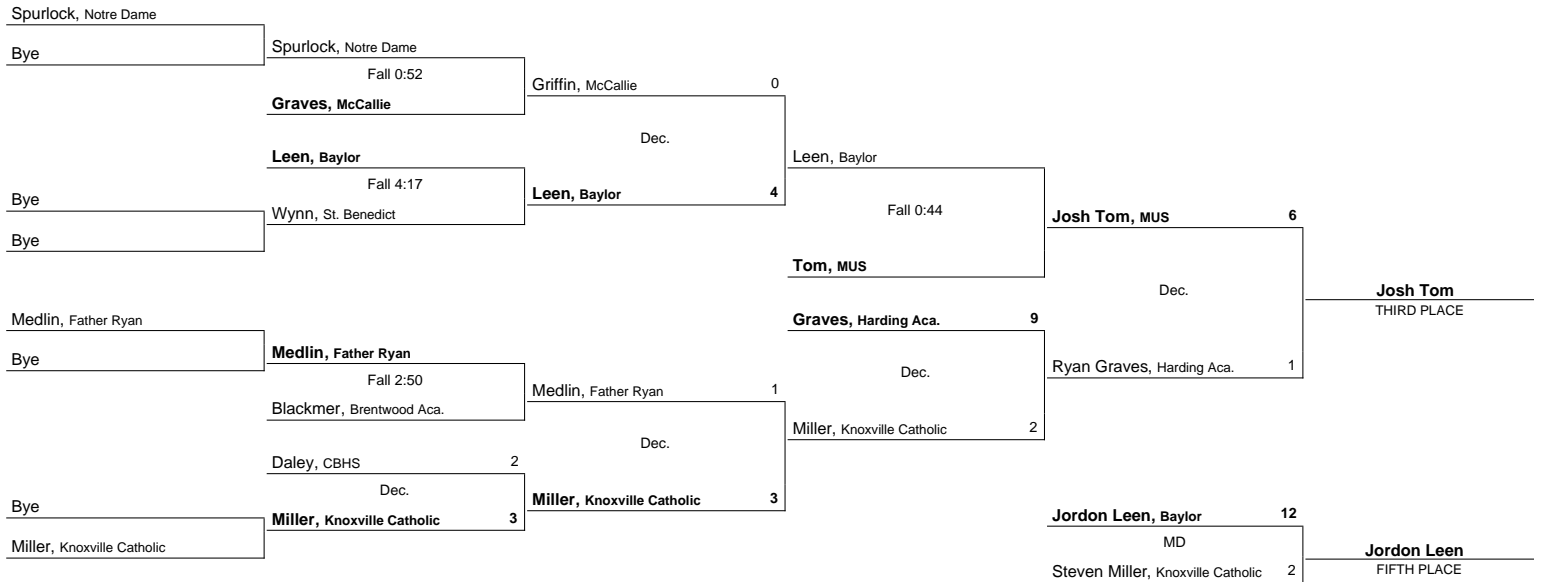 Spurlock, Notre Dame
Bye
Spurlock, Notre Dame
Fall 0:52
Graves, McCallie
Griffin, McCallie 0
Dec.
Leen, Baylor
Fall 4:17
Wynn, St. Benedict
Bye
Bye
Leen, Baylor 4
Leen, Baylor
Fall 0:44
Tom, MUS
Josh Tom, MUS 6
Dec.
Josh Tom
THIRD PLACE
Medlin, Father Ryan
Bye
Medlin, Father Ryan
Fall 2:50
Blackmer, Brentwood Aca.
Medlin, Father Ryan 1
Dec.
Daley, CBHS 2
Dec.
Miller, Knoxville Catholic 3
Bye
Miller, Knoxville Catholic
Miller, Knoxville Catholic 3
Graves, Harding Aca. 9
Dec.
Miller, Knoxville Catholic 2
Ryan Graves, Harding Aca. 1
Jordon Leen, Baylor 12
MD
Steven Miller, Knoxville Catholic 2
Jordon Leen
FIFTH PLACE